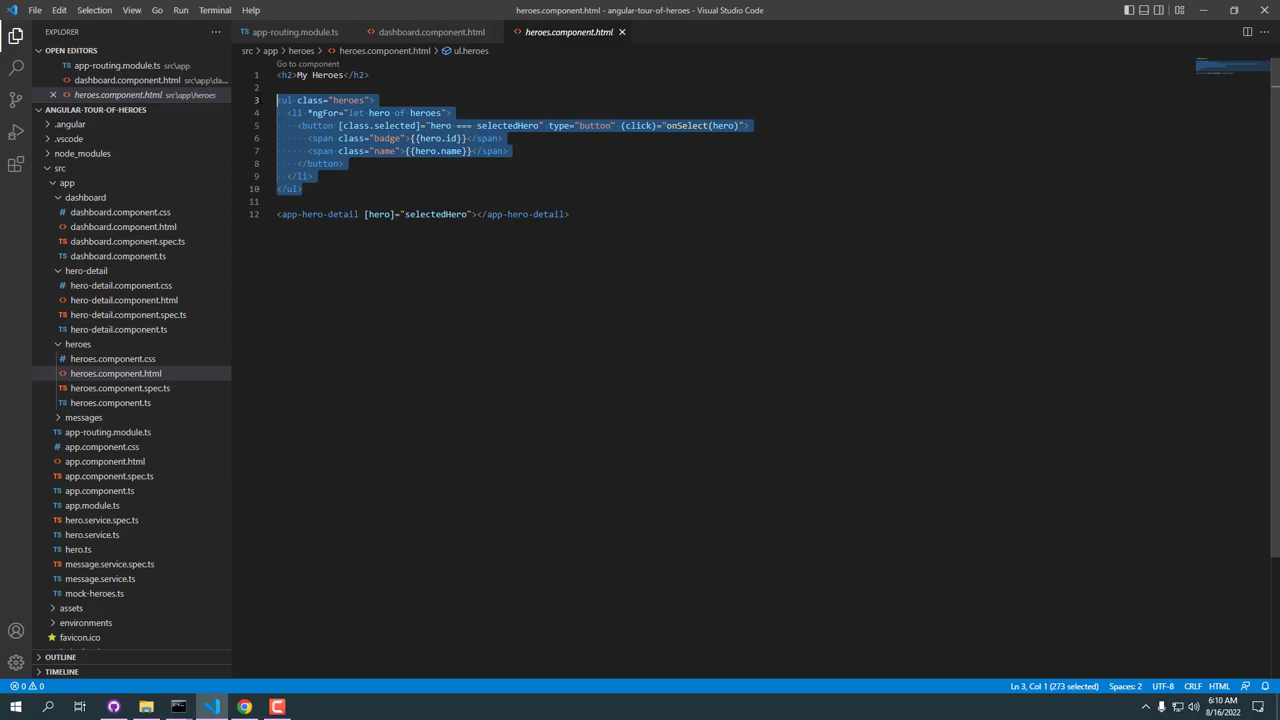 File Edit Selection View Go Run Terminal Help
heroes.component.html - angular-tour-of-heroes - Visual Studio Code
EXPLORER
OPEN EDITORS
app-routing.module.ts src\app
dashboard.component.html src\app\da...
heroes.component.html src\app\heroes
ANGULAR-TOUR-OF-HEROES
.angular
.vscode
node_modules
src
app
dashboard
dashboard.component.css
dashboard.component.html
dashboard.component.spec.ts
dashboard.component.ts
hero-detail
hero-detail.component.css
hero-detail.component.html
hero-detail.component.spec.ts
hero-detail.component.ts
heroes
heroes.component.css
heroes.component.html
heroes.component.spec.ts
heroes.component.ts
messages
app-routing.module.ts
app.component.css
app.component.html
app.component.spec.ts
app.component.ts
app.module.ts
hero.service.spec.ts
hero.service.ts
hero.ts
message.service.spec.ts
message.service.ts
mock-heroes.ts
assets
environments
favicon.ico
OUTLINE
TIMELINE
app-routing.module.ts dashboard.component.html heroes.component.html
src > app > heroes > heroes.component.html > ul.heroes
Go to component
1 <h2>My Heroes</h2>
2
3 <ul class="heroes">
4 <li *ngFor="let hero of heroes">
5 <button [class.selected]="hero === selectedHero" type="button" (click)="onSelect(hero)">
6 <span class="badge">{{hero.id}}</span>
7 <span class="name">{{hero.name}}</span>
8 </button>
9 </li>
10 </ul>
11
12 <app-hero-detail [hero]="selectedHero"></app-hero-detail>
0 0 Ln 3, Col 1 (273 selected) Spaces: 2 UTF-8 CRLF HTML
6:10 AM
8/16/2022